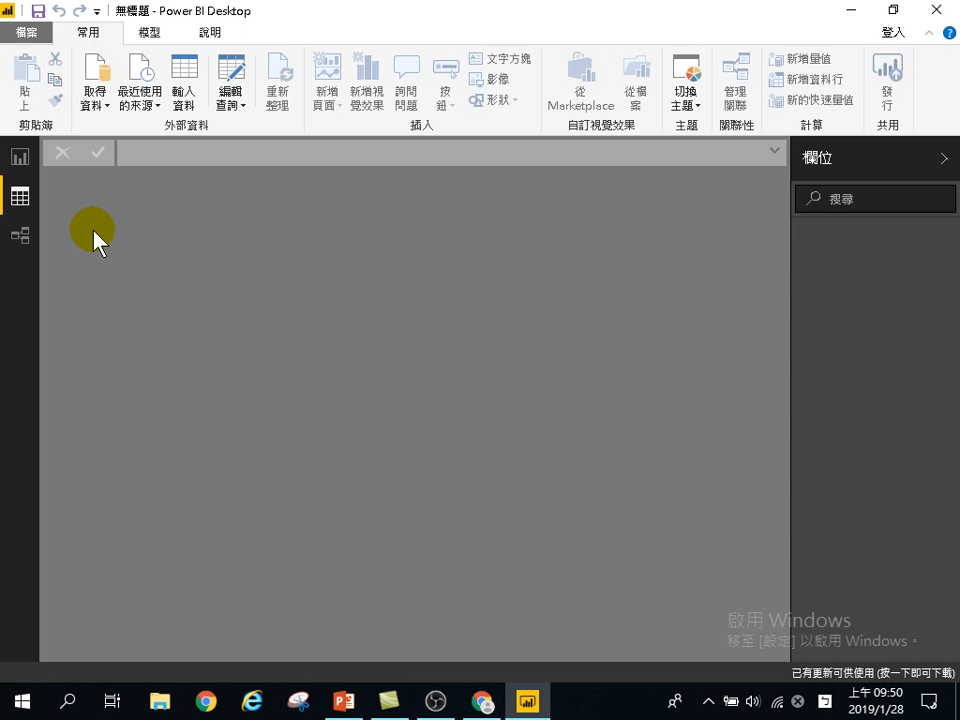 無標題 - Power BI Desktop
檔案 常用 模型 說明 登入
貼上 取得資料 最近使用的來源 輸入資料 編輯查詢 重新整理 新增頁面 新增視覺效果 詢問問題 按鈕 文字方塊 影像 形狀 從 Marketplace 從檔案 切換主題 管理關聯 新增量值 新增資料行 新的快速量值 發行
剪貼簿 外部資料 插入 自訂視覺效果 主題 關聯性 計算 共用
欄位
搜尋
啟用 Windows
移至 [設定] 以啟用 Windows。
已有更新可供使用 (按一下即可下載)
上午 09:50
2019/1/28